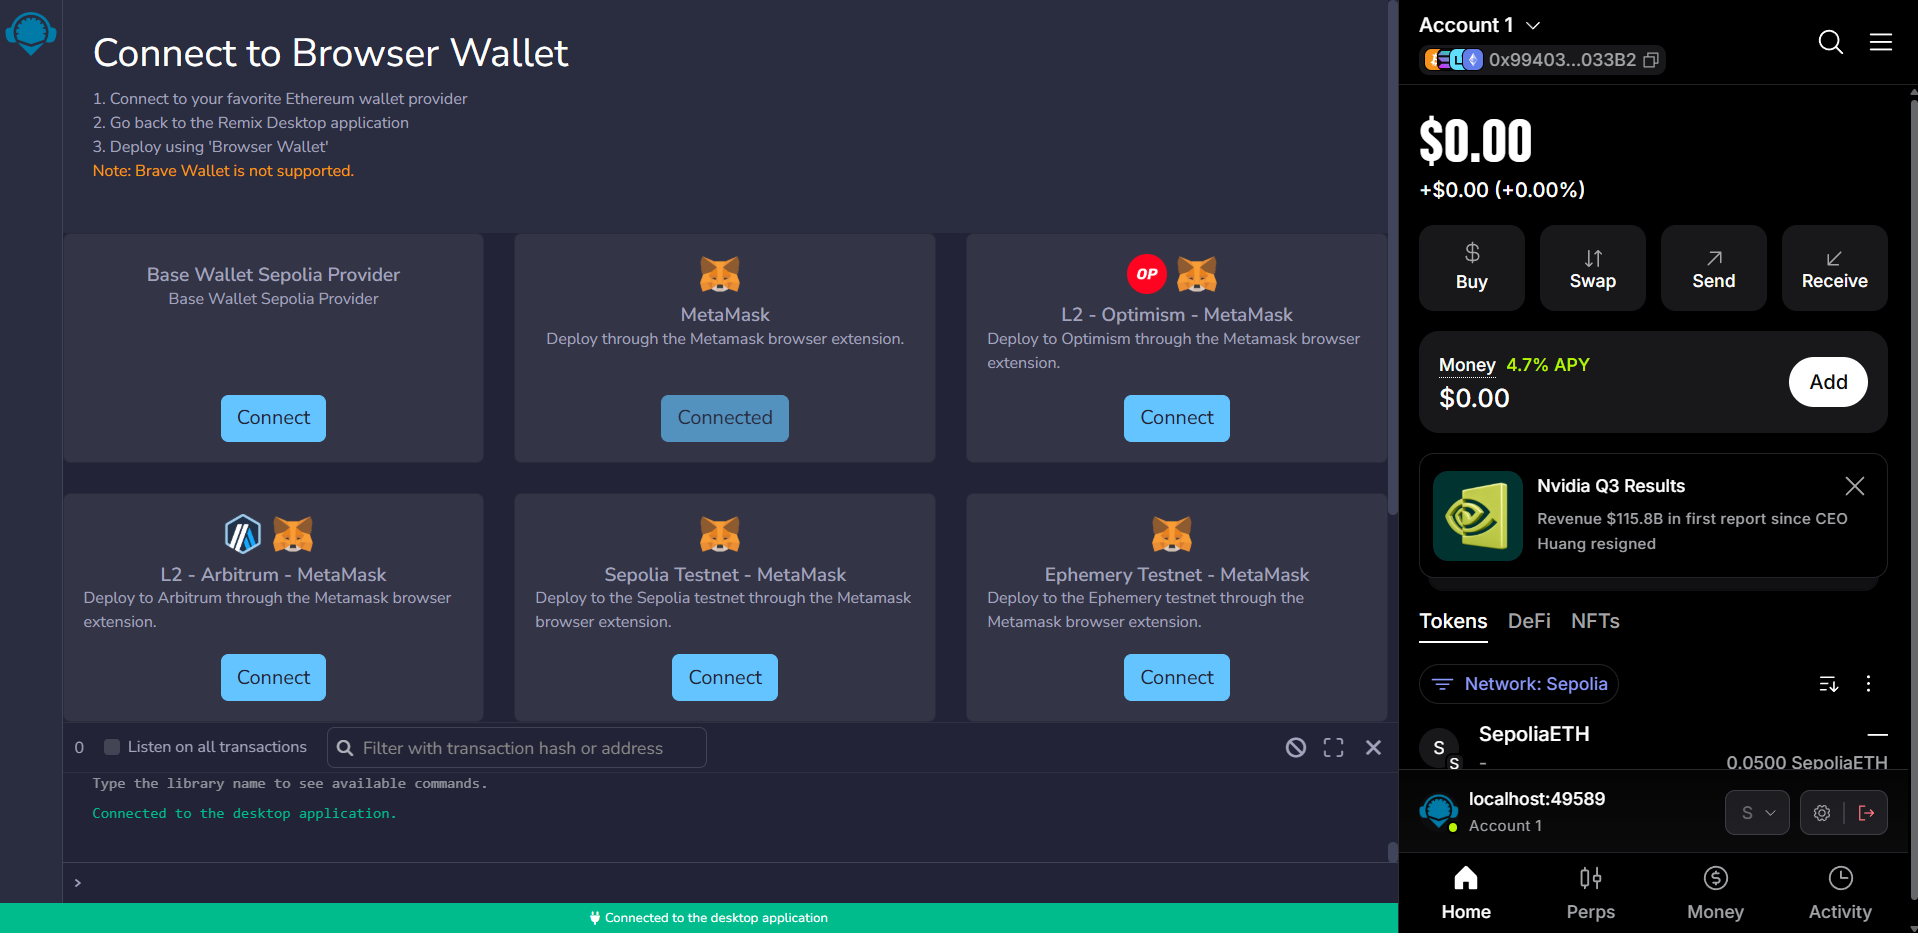 Connect to Browser Wallet
1. Connect to your favorite Ethereum wallet provider
2. Go back to the Remix Desktop application
3. Deploy using 'Browser Wallet'
Note: Brave Wallet is not supported.
Base Wallet Sepolia Provider
Base Wallet Sepolia Provider
Connect
MetaMask
Deploy through the Metamask browser extension.
Connected
OP
L2 - Optimism - MetaMask
Deploy to Optimism through the Metamask browser
extension.
Connect
L2 - Arbitrum - MetaMask
Deploy to Arbitrum through the Metamask browser
extension.
Connect
Sepolia Testnet - MetaMask
Deploy to the Sepolia testnet through the Metamask
browser extension.
Connect
Ephemery Testnet - MetaMask
Deploy to the Ephemery testnet through the
Metamask browser extension.
Connect
0
Listen on all transactions
Filter with transaction hash or address
Type the library name to see available commands.
Connected to the desktop application.
>
Connected to the desktop application
Account 1
0x99403...033B2
$0.00
+$0.00 (+0.00%)
$
Buy
Swap
Send
Receive
Money 4.7% APY
$0.00
Add
Nvidia Q3 Results
Revenue $115.8B in first report since CEO
Huang resigned
Tokens DeFi NFTs
Network: Sepolia
S
S
SepoliaETH
—
-
0.0500 SepoliaETH
localhost:49589
Account 1
S
Home
Perps
Money
Activity